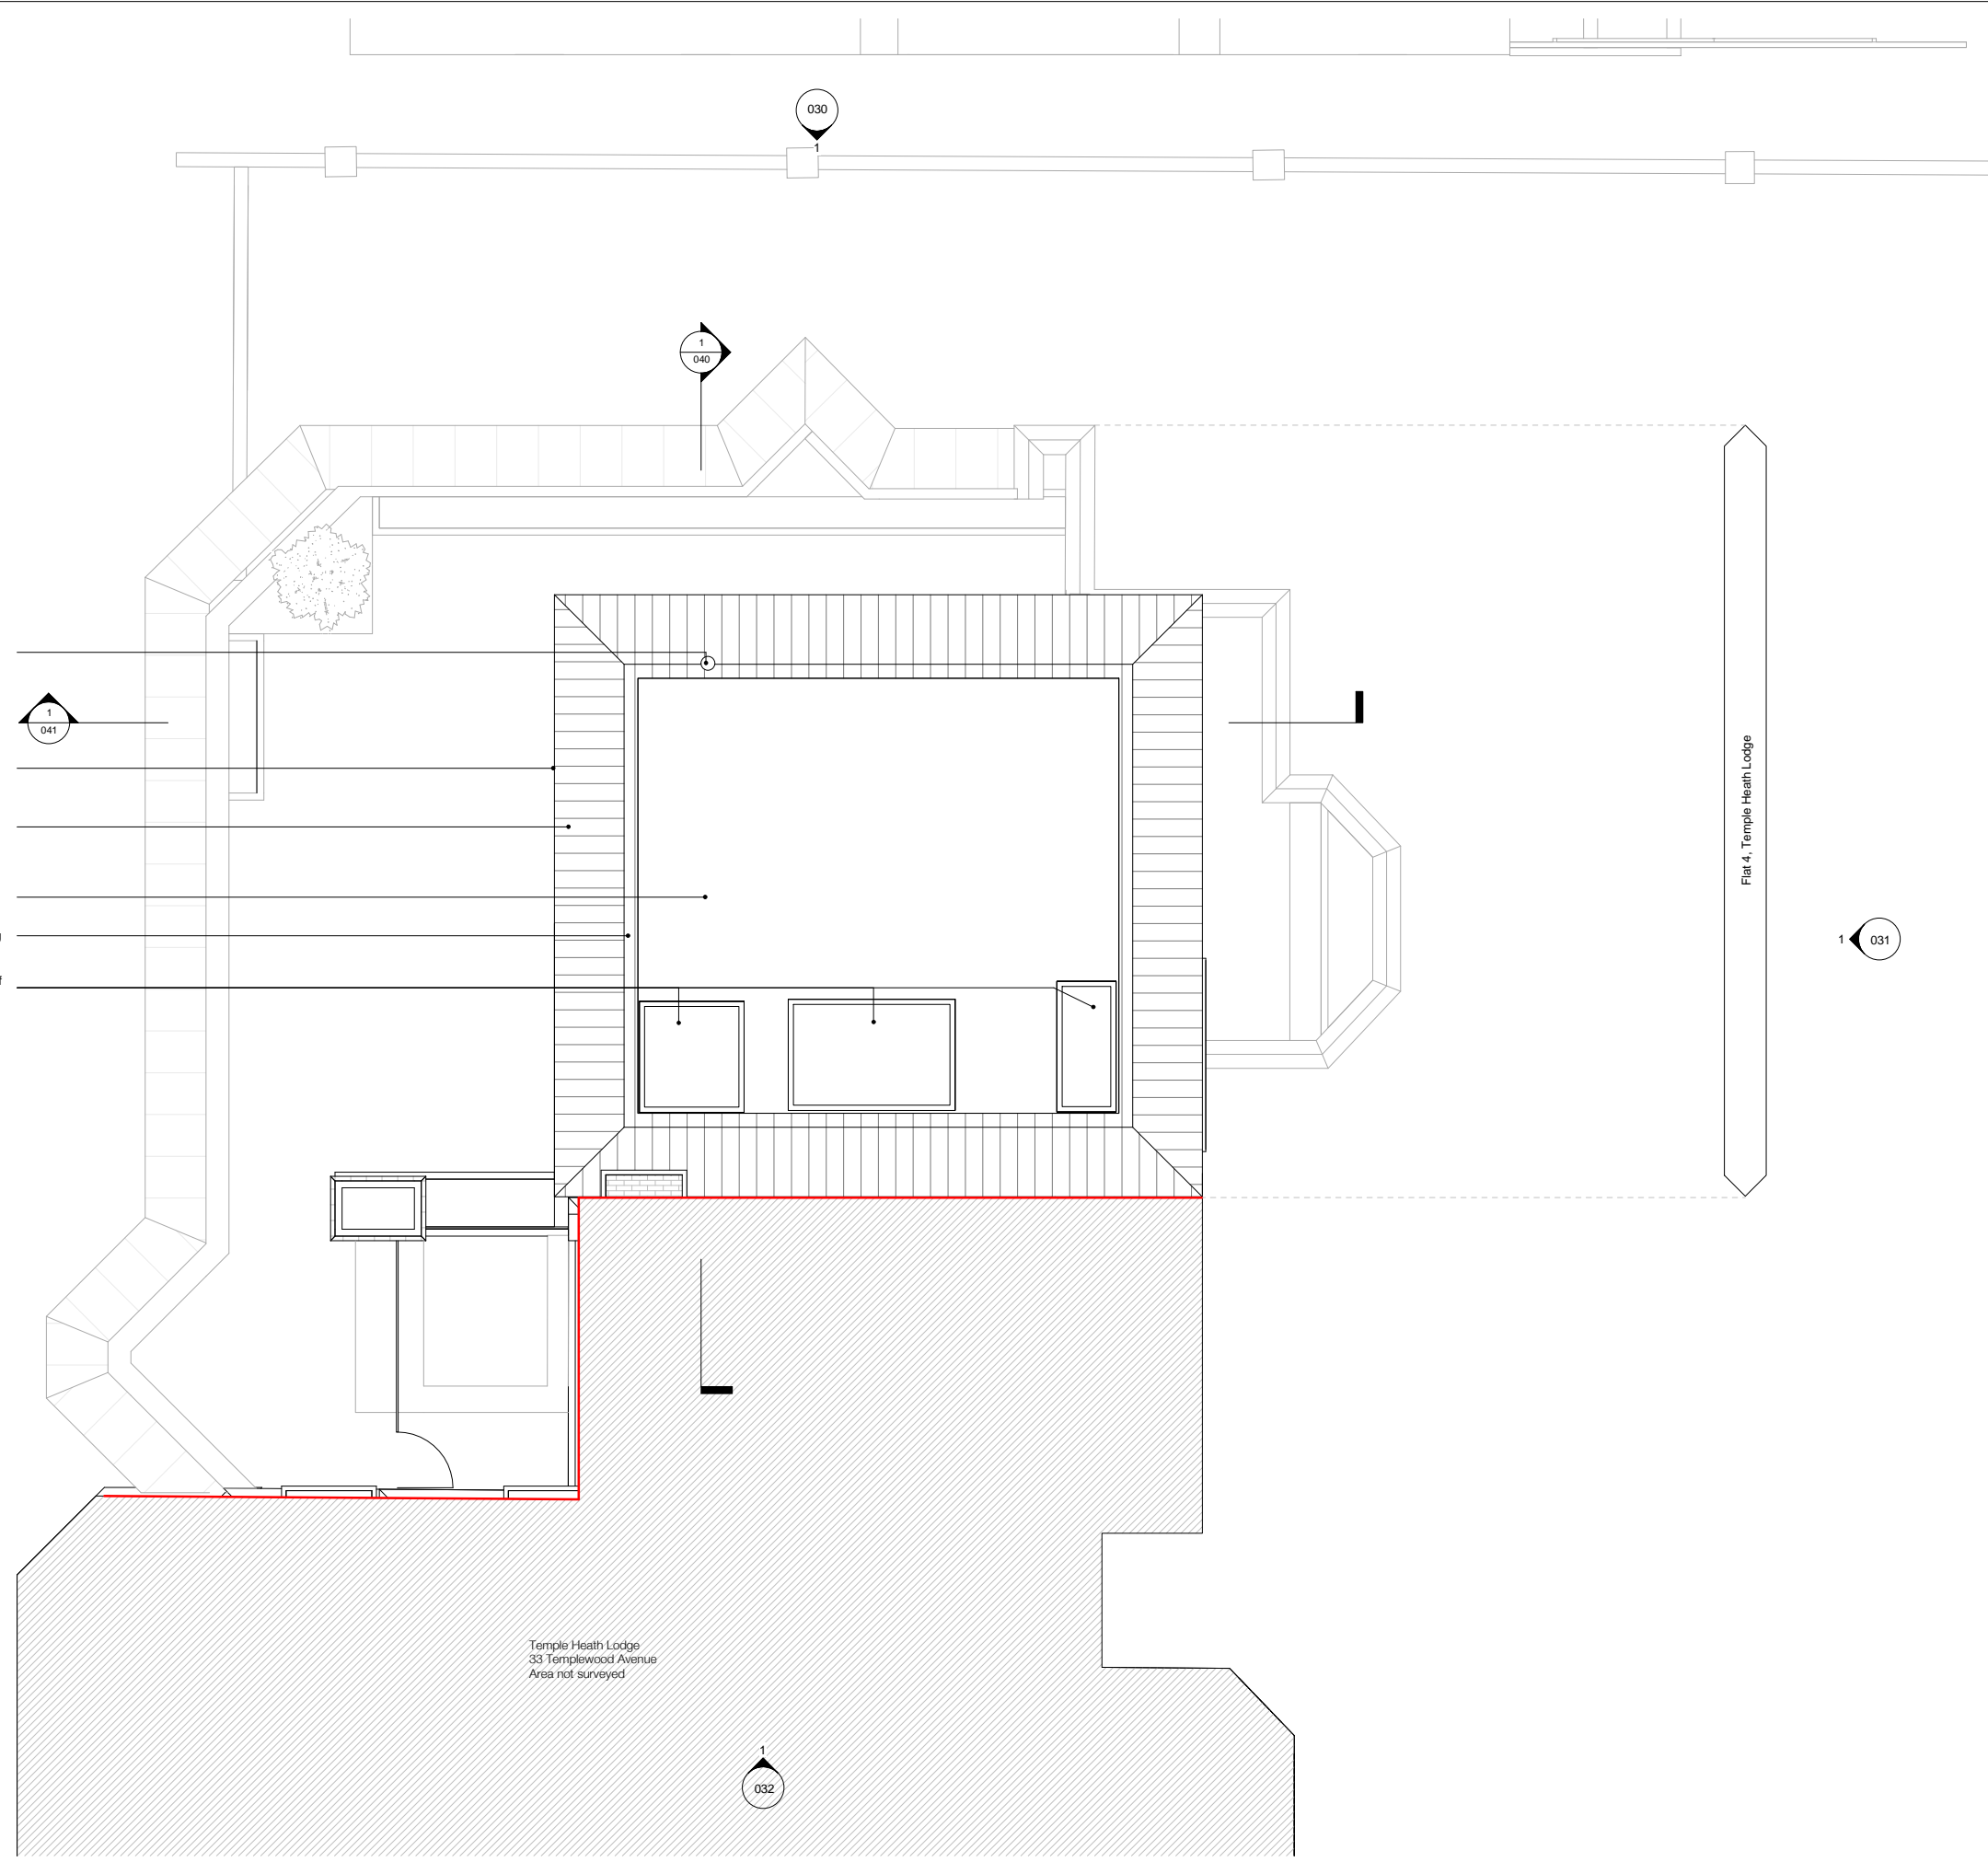 030
1
1
040
1
041
Flat 4, Temple Heath Lodge
1 031
Temple Heath Lodge
33 Templewood Avenue
Area not surveyed
1
032